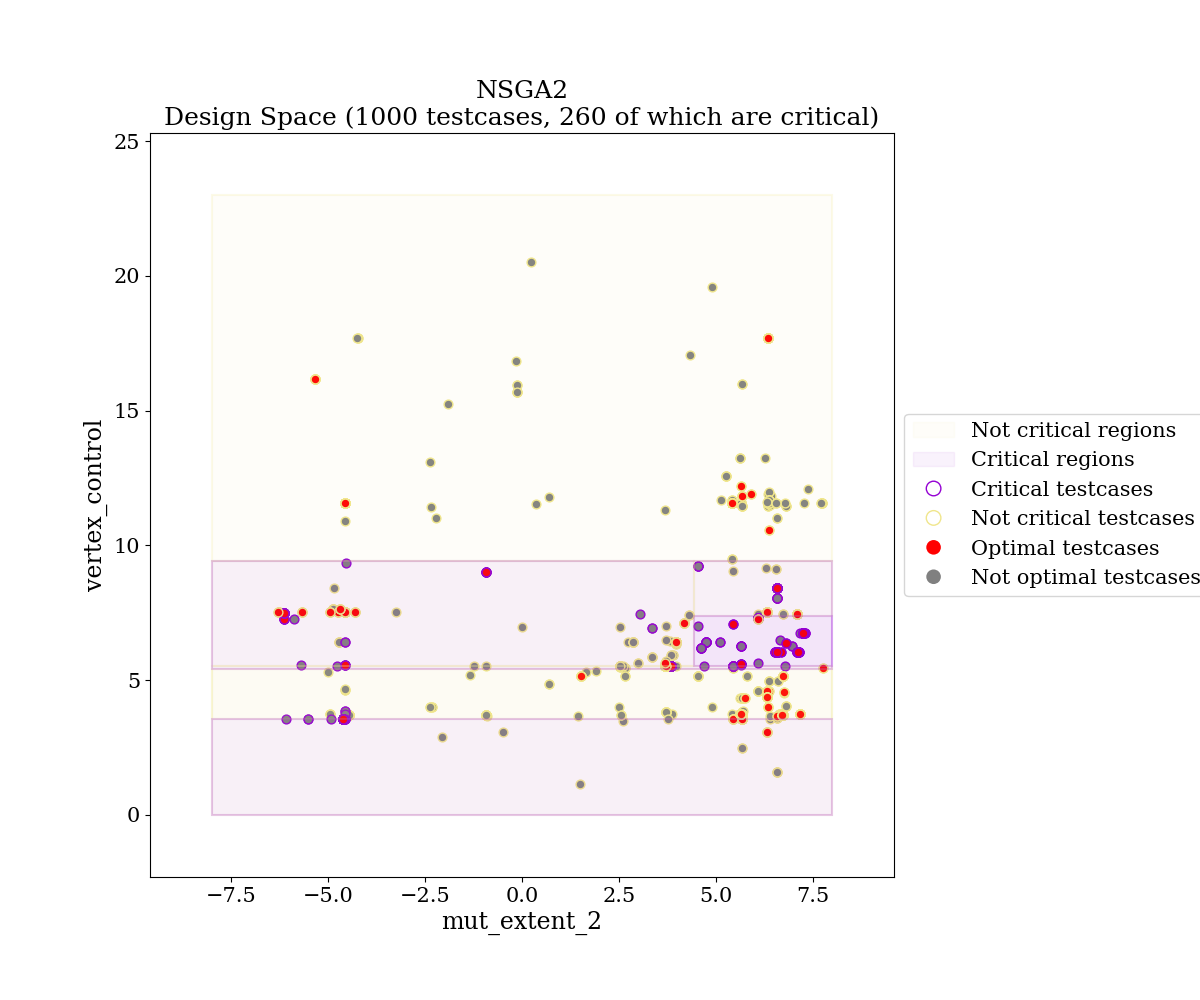 NSGA2
Design Space (1000 testcases, 260 of which are critical)
25
20
15
10
5
0
vertex_control
−7.5
−5.0
−2.5
0.0
2.5
5.0
7.5
mut_extent_2
Not critical regions
Critical regions
Critical testcases
Not critical testcases
Optimal testcases
Not optimal testcases